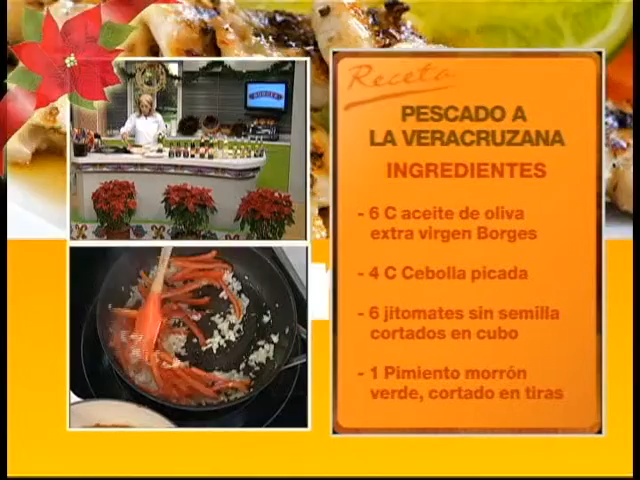 BORGES
Receta
PESCADO A
LA VERACRUZANA
INGREDIENTES
- 6 C aceite de oliva
extra virgen Borges
- 4 C Cebolla picada
- 6 jitomates sin semilla
cortados en cubo
- 1 Pimiento morrón
verde, cortado en tiras